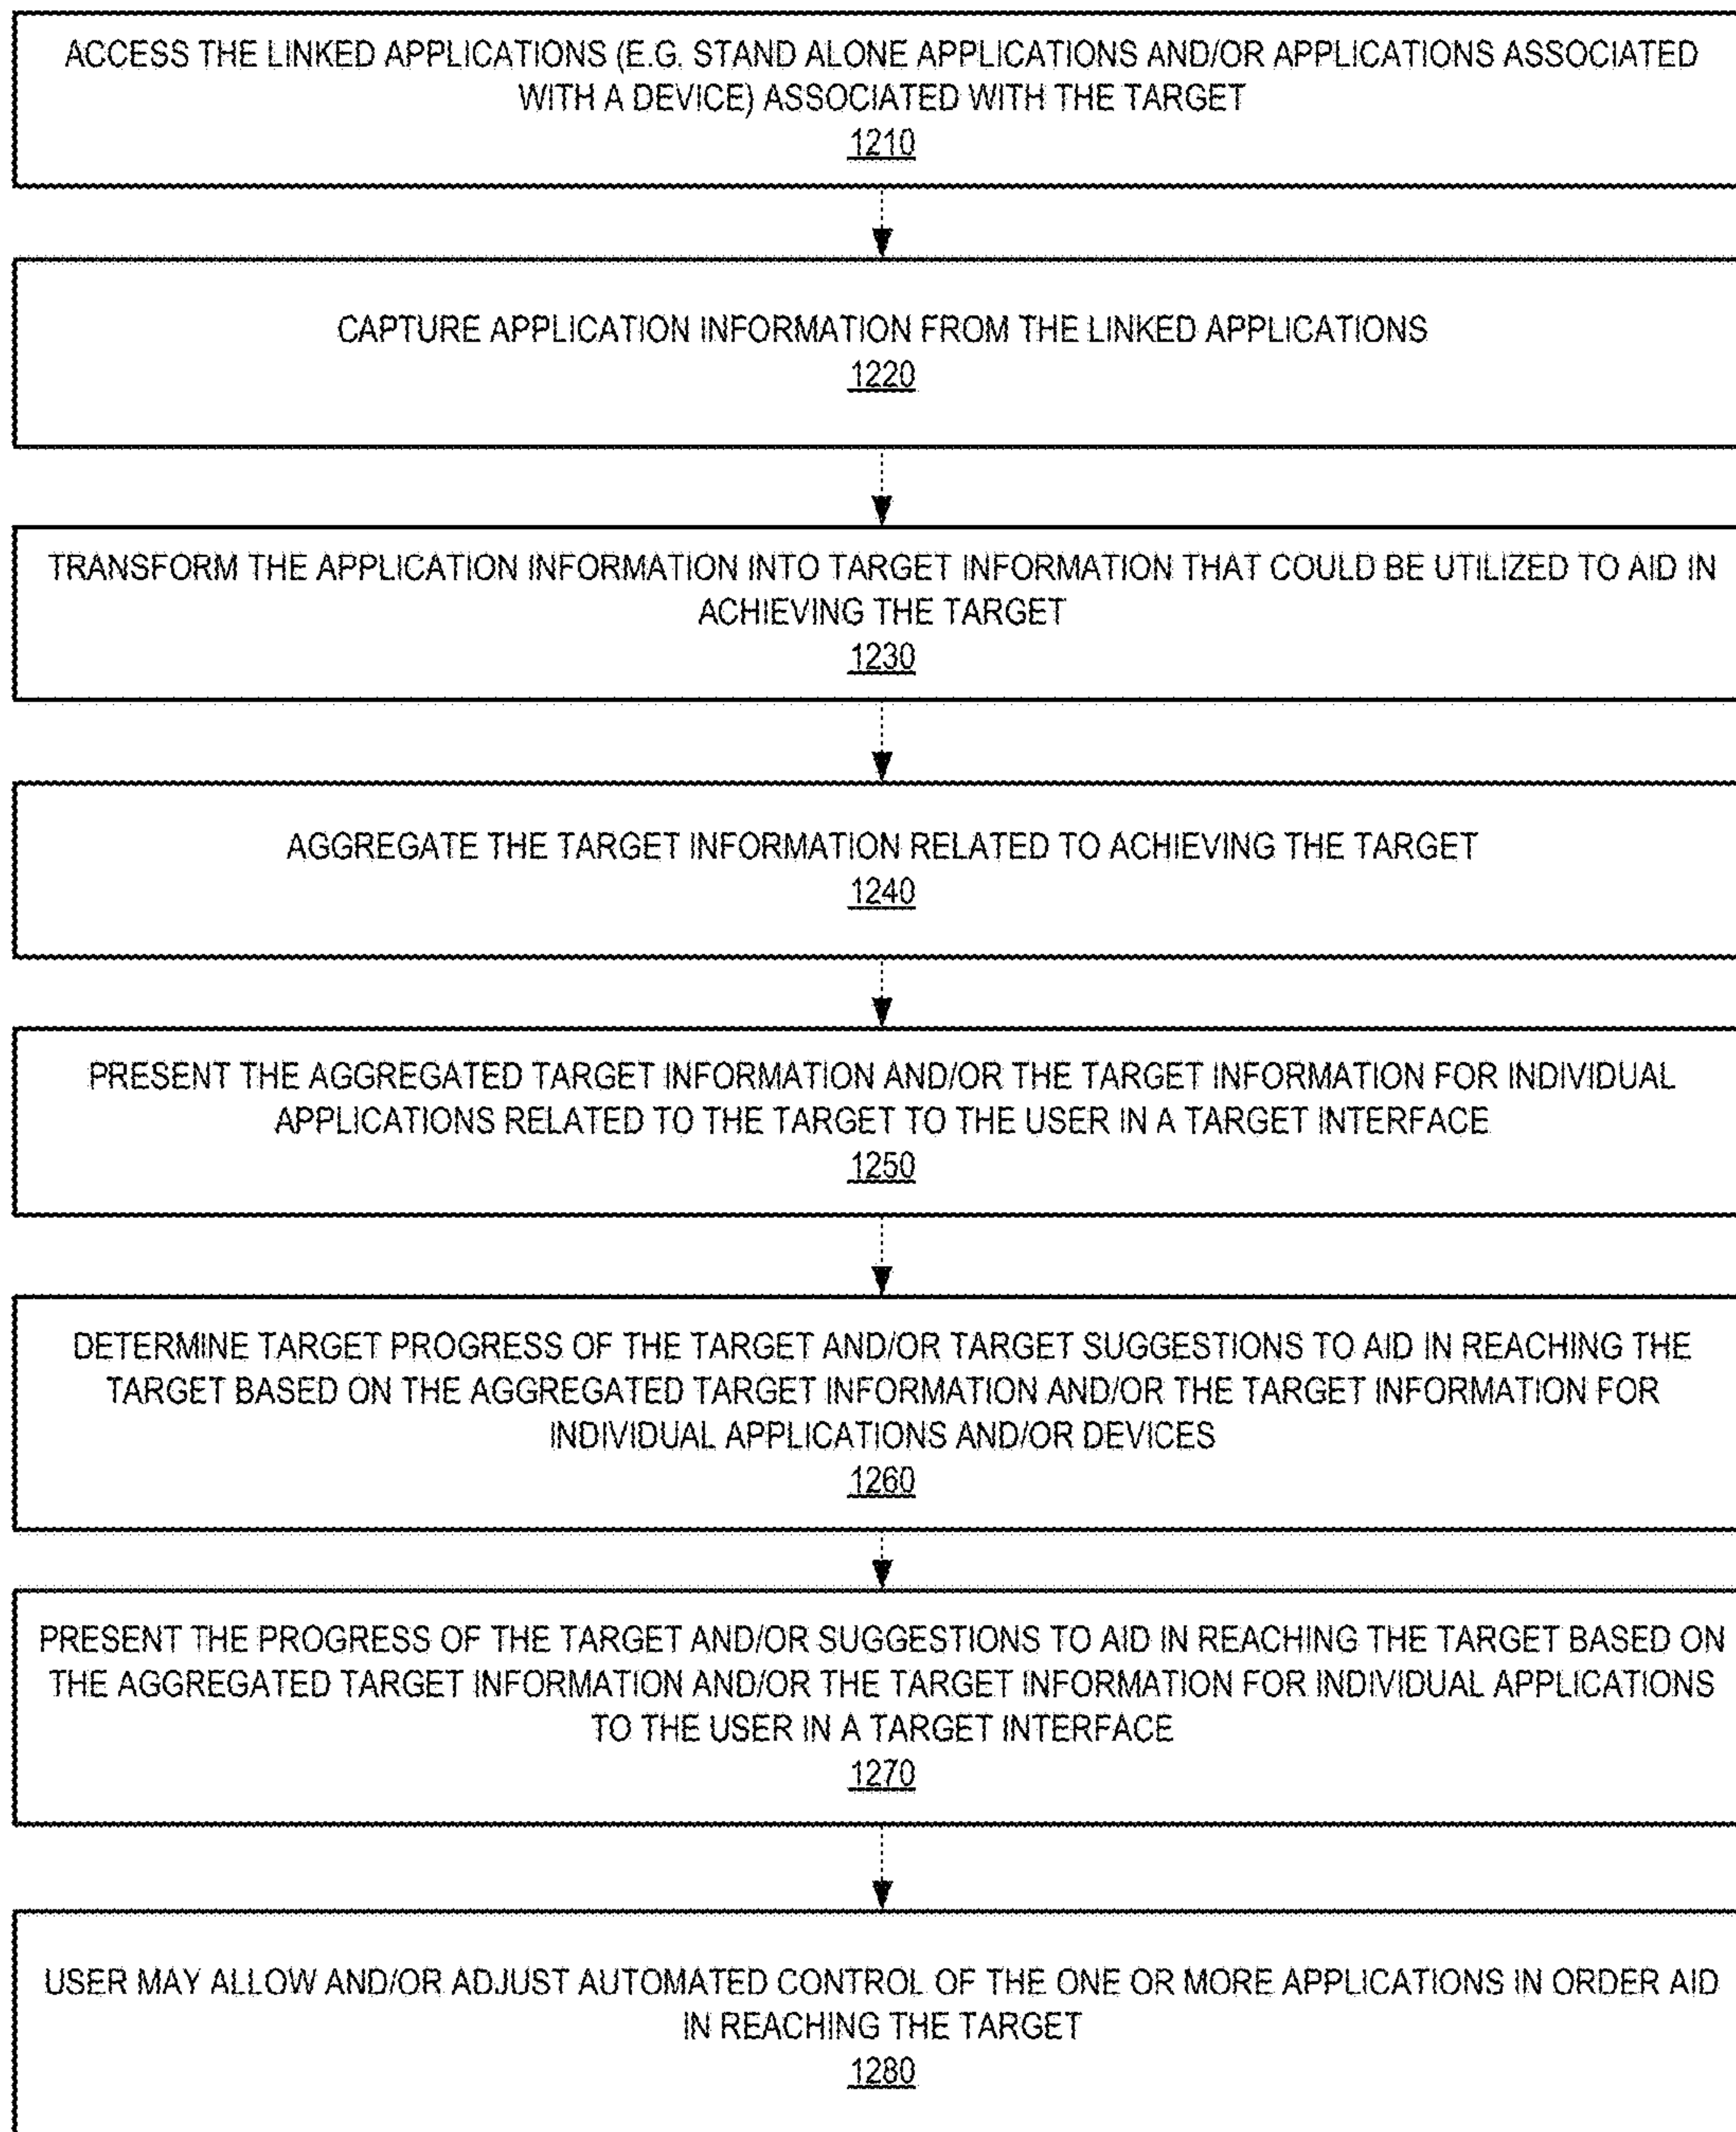 ACCESS THE LINKED APPLICATIONS (E.G. STAND ALONE APPLICATIONS AND/OR APPLICATIONS ASSOCIATED
WITH A DEVICE) ASSOCIATED WITH THE TARGET
1210
CAPTURE APPLICATION INFORMATION FROM THE LINKED APPLICATIONS
1220
TRANSFORM THE APPLICATION INFORMATION INTO TARGET INFORMATION THAT COULD BE UTILIZED TO AID IN
ACHIEVING THE TARGET
1230
AGGREGATE THE TARGET INFORMATION RELATED TO ACHIEVING THE TARGET
1240
PRESENT THE AGGREGATED TARGET INFORMATION AND/OR THE TARGET INFORMATION FOR INDIVIDUAL
APPLICATIONS RELATED TO THE TARGET TO THE USER IN A TARGET INTERFACE
1250
DETERMINE TARGET PROGRESS OF THE TARGET AND/OR TARGET SUGGESTIONS TO AID IN REACHING THE
TARGET BASED ON THE AGGREGATED TARGET INFORMATION AND/OR THE TARGET INFORMATION FOR
INDIVIDUAL APPLICATIONS AND/OR DEVICES
1260
PRESENT THE PROGRESS OF THE TARGET AND/OR SUGGESTIONS TO AID IN REACHING THE TARGET BASED ON
THE AGGREGATED TARGET INFORMATION AND/OR THE TARGET INFORMATION FOR INDIVIDUAL APPLICATIONS
TO THE USER IN A TARGET INTERFACE
1270
USER MAY ALLOW AND/OR ADJUST AUTOMATED CONTROL OF THE ONE OR MORE APPLICATIONS IN ORDER AID
IN REACHING THE TARGET
1280